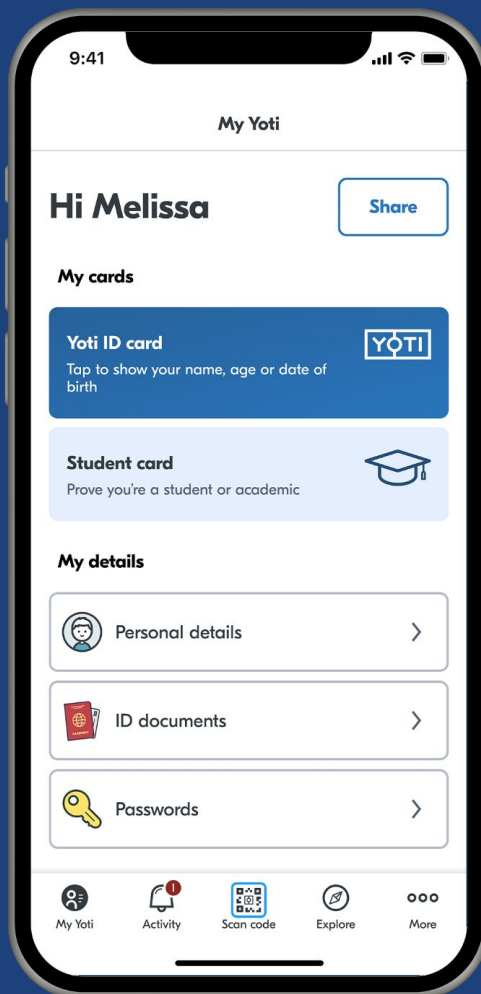 9:41
My Yoti
Hi Melissa
Share
My cards
Yoti ID card
YOTI
Tap to show your name, age or date of
birth
Student card
Prove you're a student or academic
My details
Personal details
ID documents
Passwords
1
My Yoti
Activity
Scan code
Explore
More